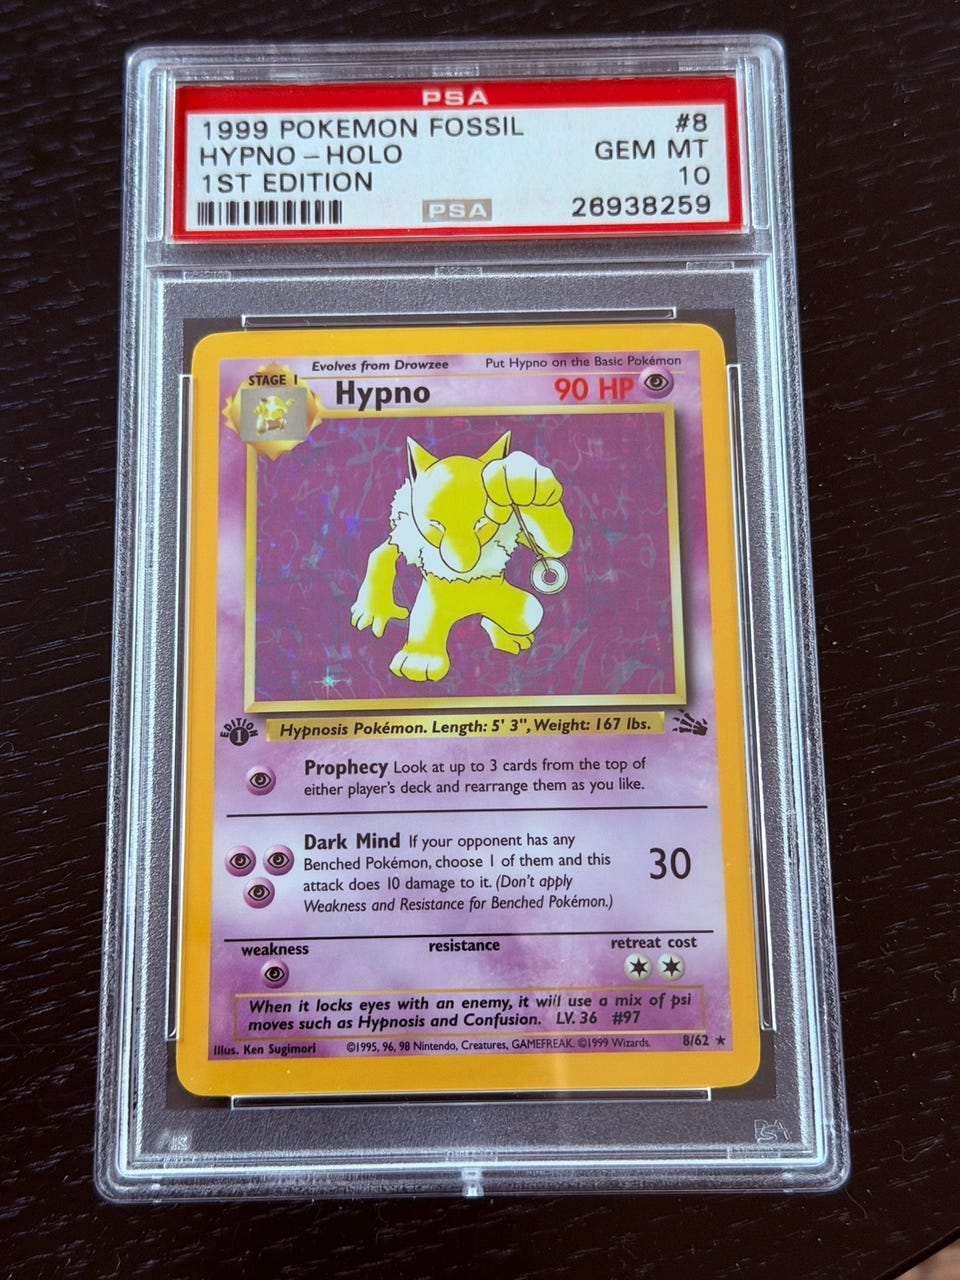 PSA
1999 POKEMON FOSSIL #8
HYPNO - HOLO GEM MT
1ST EDITION 10
PSA 26938259
Evolves from Drowzee Put Hypno on the Basic Pokémon
STAGE 1 Hypno 90 HP
EDITION 1
Hypnosis Pokémon. Length: 5' 3", Weight: 167 lbs.
Prophecy Look at up to 3 cards from the top of
either player's deck and rearrange them as you like.
Dark Mind If your opponent has any
Benched Pokémon, choose 1 of them and this
attack does 10 damage to it. (Don't apply
Weakness and Resistance for Benched Pokémon.)
30
weakness resistance retreat cost
When it locks eyes with an enemy, it will use a mix of psi
moves such as Hypnosis and Confusion. LV. 36 #97
Illus. Ken Sugimori ©1995, 96, 98 Nintendo, Creatures, GAMEFREAK. ©1999 Wizards. 8/62 ★
PSA